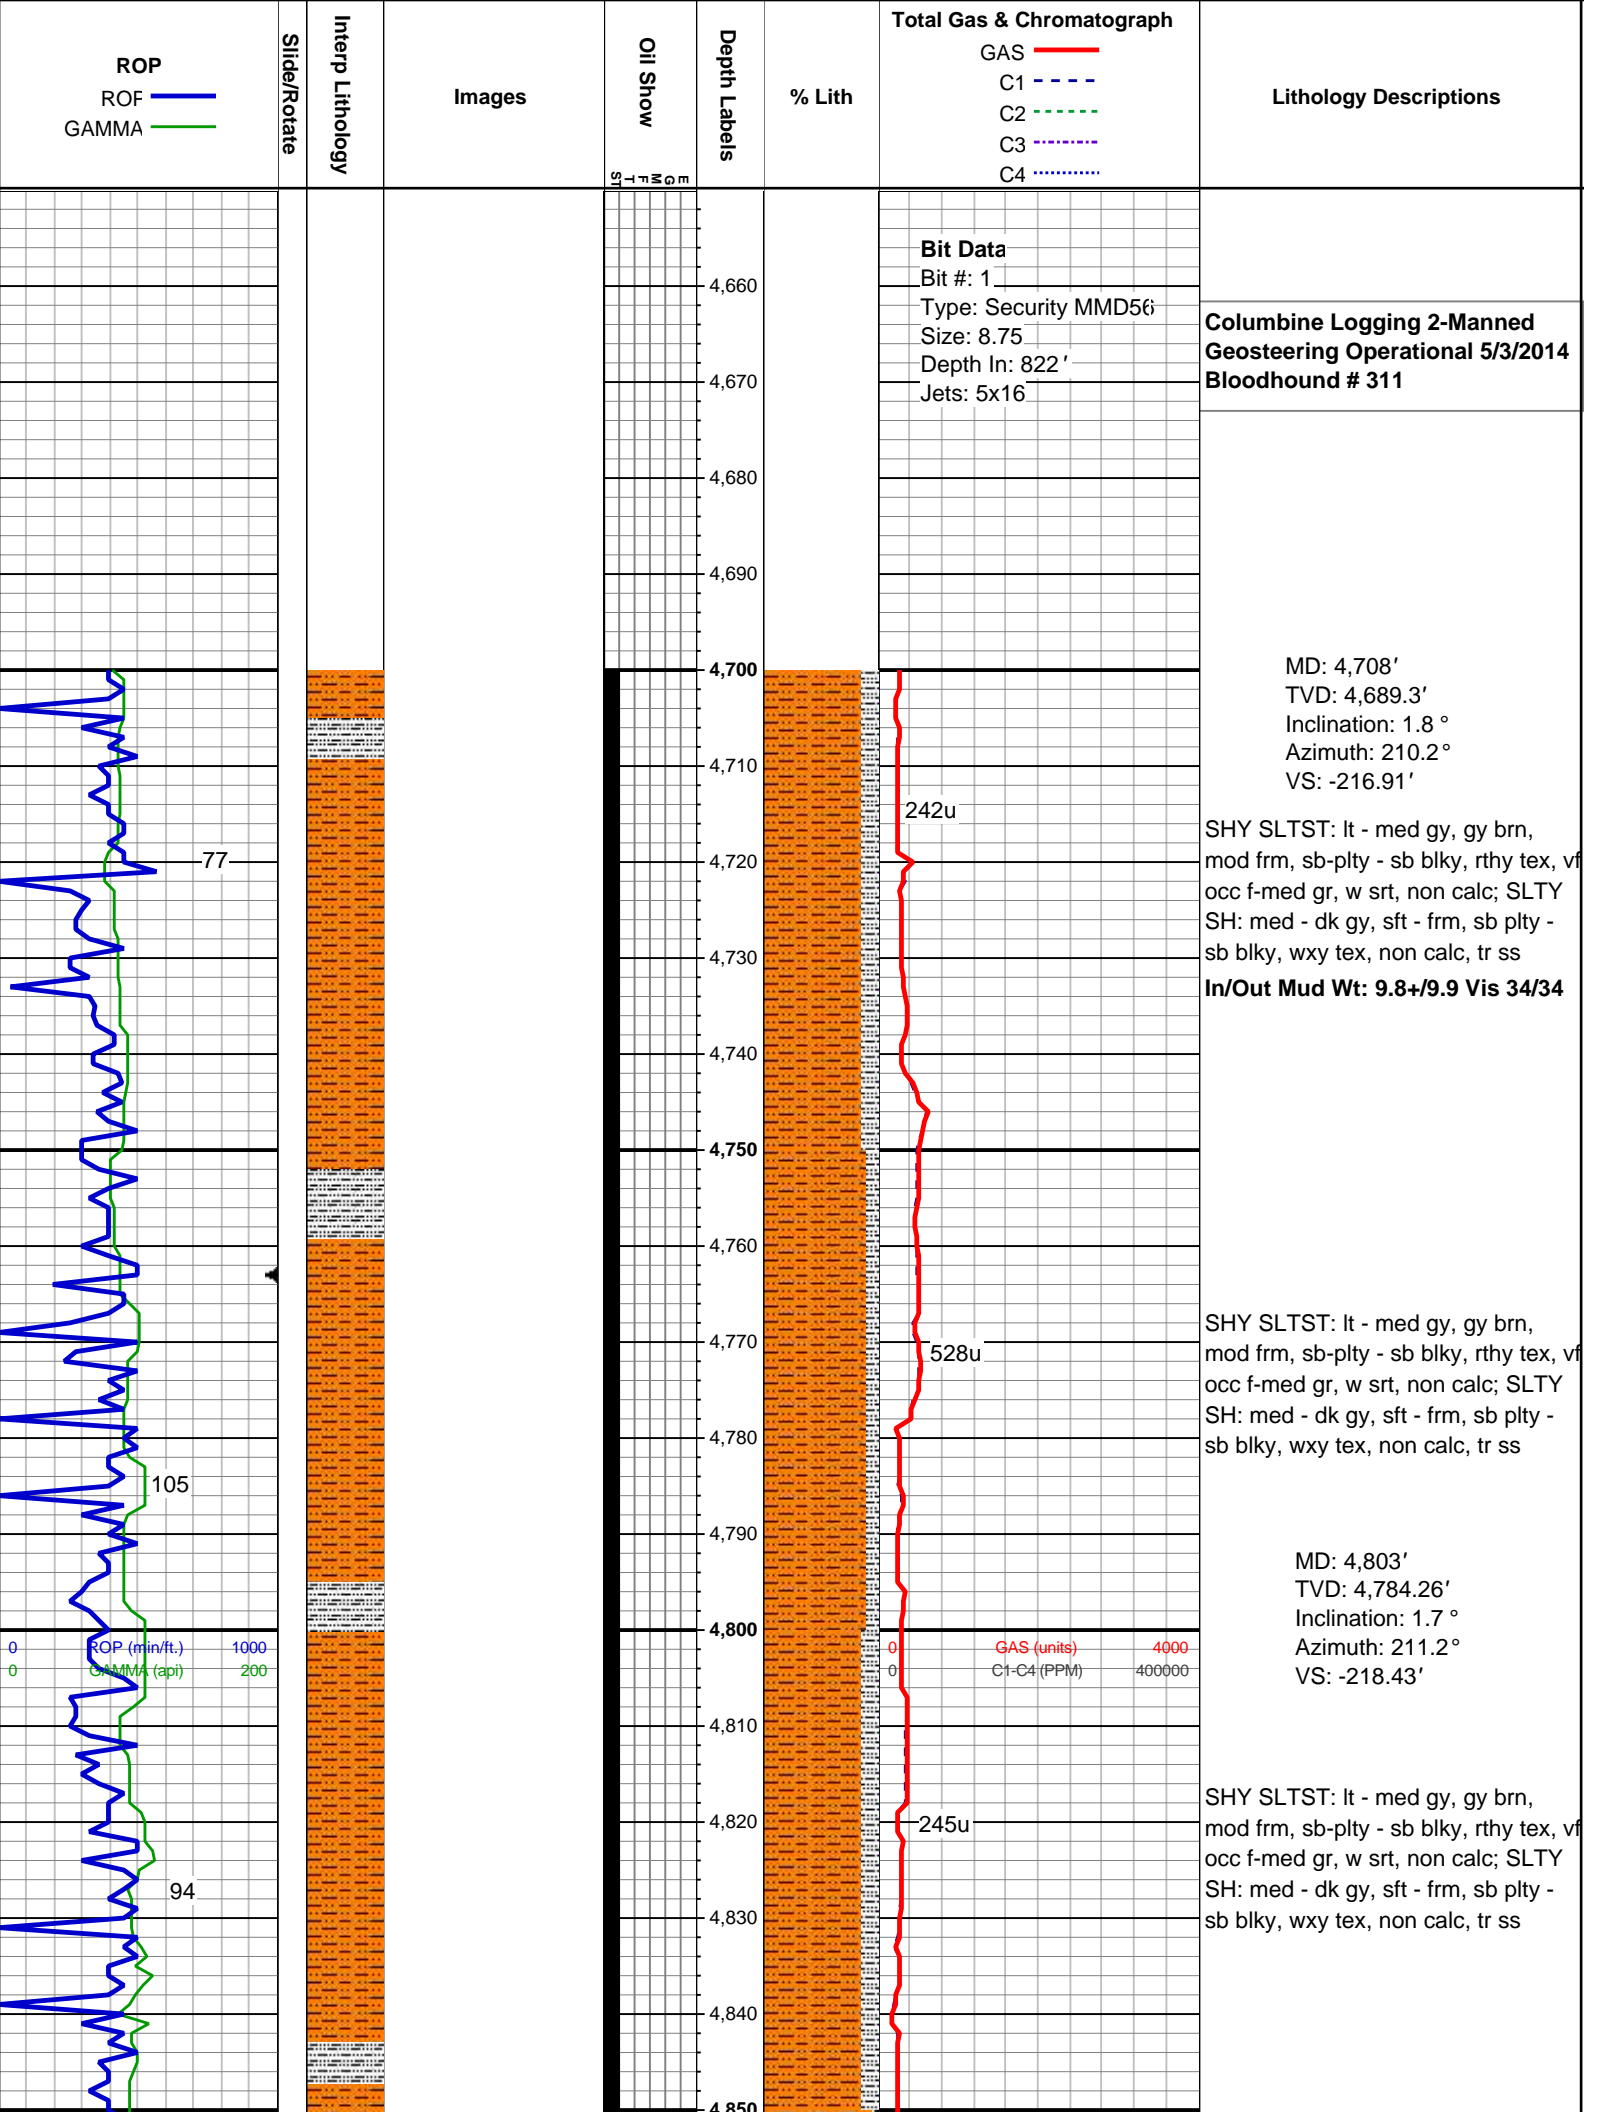 ROP
ROP
GAMMA
Slide/Rotate
Interp Lithology
Images
Oil Show
ST T F M G E
Depth Labels
% Lith
Total Gas & Chromatograph
GAS
C1
C2
C3
C4
Lithology Descriptions
Bit Data
Bit #: 1
Type: Security MMD56
Size: 8.75
Depth In: 822'
Jets: 5x16
Columbine Logging 2-Manned
Geosteering Operational 5/3/2014
Bloodhound # 311
4,660
4,670
4,680
4,690
4,700
4,710
4,720
4,730
4,740
4,750
4,760
4,770
4,780
4,790
4,800
4,810
4,820
4,830
4,840
4,850
MD: 4,708'
TVD: 4,689.3'
Inclination: 1.8 °
Azimuth: 210.2°
VS: -216.91'
242u
77
SHY SLTST: lt - med gy, gy brn,
mod frm, sb-plty - sb blky, rthy tex, vf
occ f-med gr, w srt, non calc; SLTY
SH: med - dk gy, sft - frm, sb plty -
sb blky, wxy tex, non calc, tr ss
In/Out Mud Wt: 9.8+/9.9 Vis 34/34
528u
SHY SLTST: lt - med gy, gy brn,
mod frm, sb-plty - sb blky, rthy tex, vf
occ f-med gr, w srt, non calc; SLTY
SH: med - dk gy, sft - frm, sb plty -
sb blky, wxy tex, non calc, tr ss
105
MD: 4,803'
TVD: 4,784.26'
Inclination: 1.7 °
Azimuth: 211.2°
VS: -218.43'
0 ROP (min/ft.) 1000
0 GAMMA (api) 200
0 GAS (units) 4000
0 C1-C4 (PPM) 400000
245u
94
SHY SLTST: lt - med gy, gy brn,
mod frm, sb-plty - sb blky, rthy tex, vf
occ f-med gr, w srt, non calc; SLTY
SH: med - dk gy, sft - frm, sb plty -
sb blky, wxy tex, non calc, tr ss